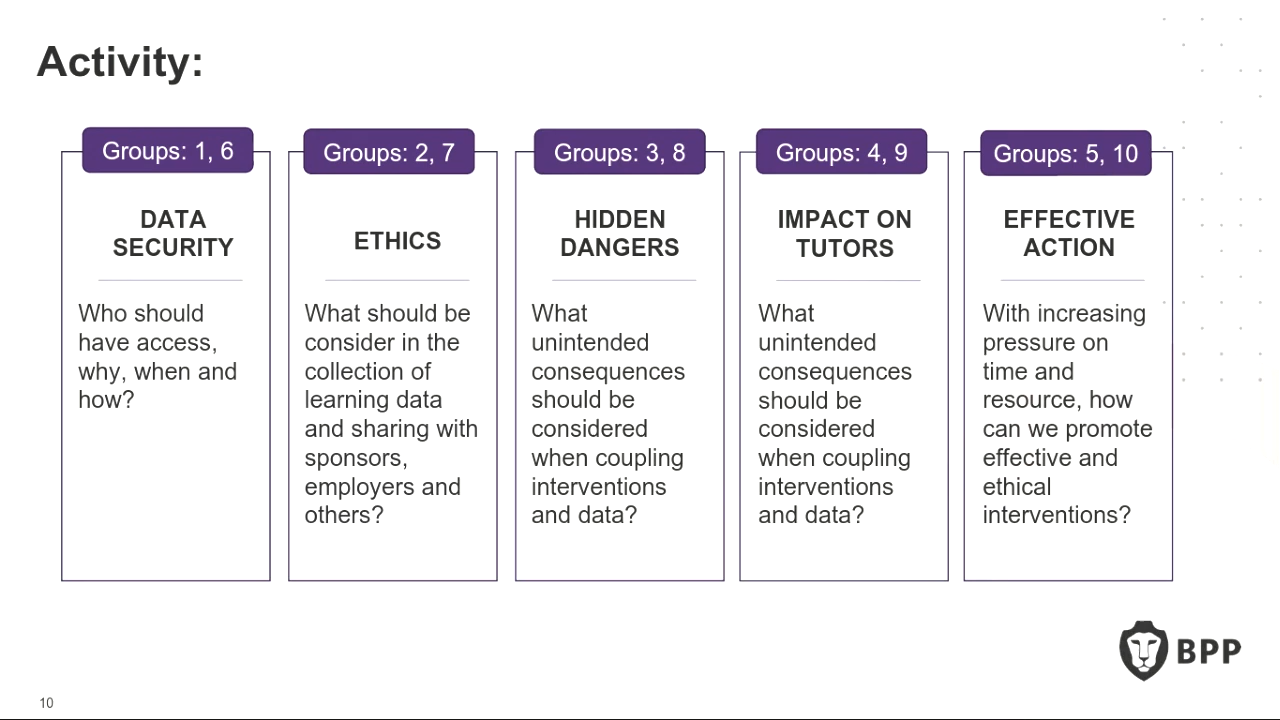 Activity:
Groups: 1, 6
DATA
SECURITY
Who should
have access,
why, when and
how?
Groups: 2, 7
ETHICS
What should be
consider in the
collection of
learning data
and sharing with
sponsors,
employers and
others?
Groups: 3, 8
HIDDEN
DANGERS
What
unintended
consequences
should be
considered
when coupling
interventions
and data?
Groups: 4, 9
IMPACT ON
TUTORS
What
unintended
consequences
should be
considered
when coupling
interventions
and data?
Groups: 5, 10
EFFECTIVE
ACTION
With increasing
pressure on
time and
resource, how
can we promote
effective and
ethical
interventions?
BPP
10